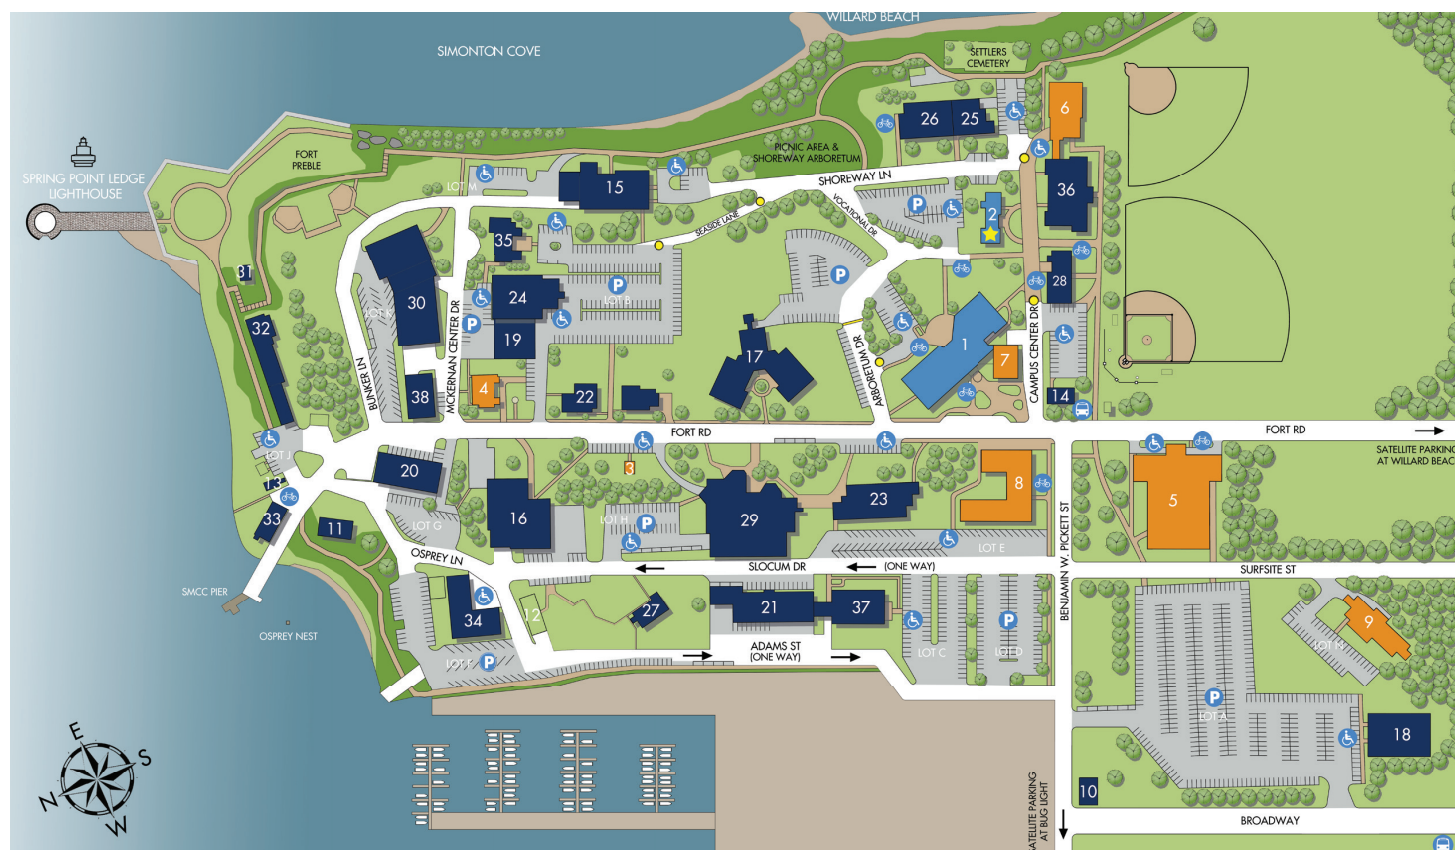 WILLARD BEACH
SIMONTON COVE
SETTLERS
CEMETERY
6
26
25
FORT
PREBLE
PICNIC AREA &
SHOREWAY ARBORETUM
SPRING POINT LEDGE
LIGHTHOUSE
LOT M
15
SHOREWAY LN
36
P
2
VOCATIONAL DR
SEASIDE LANE
35
31
30
24
P
LOT B
P
28
LOT K
P
32
19
MCKERNAN CENTER DR
BUNKER LN
17
1
7
CAMPUS CENTER DR
ARBORETUM DR
38
4
22
14
FORT RD
FORT RD
SATELLITE PARKING
AT WILLARD BEACH
LOT J
20
3
8
5
13
33
11
LOT G
16
LOT H
P
29
23
LOT E
BENJAMIN W. PICKETT ST
OSPREY LN
SLOCUM DR
(ONE WAY)
SURFSITE ST
SMCC PIER
OSPREY NEST
34
12
27
21
37
P
9
LOT N
ADAMS ST
(ONE WAY)
LOT F
P
LOT C
LOT D
P
LOT A
18
E
S
N
W
10
SATELLITE PARKING
AT BUG LIGHT
BROADWAY